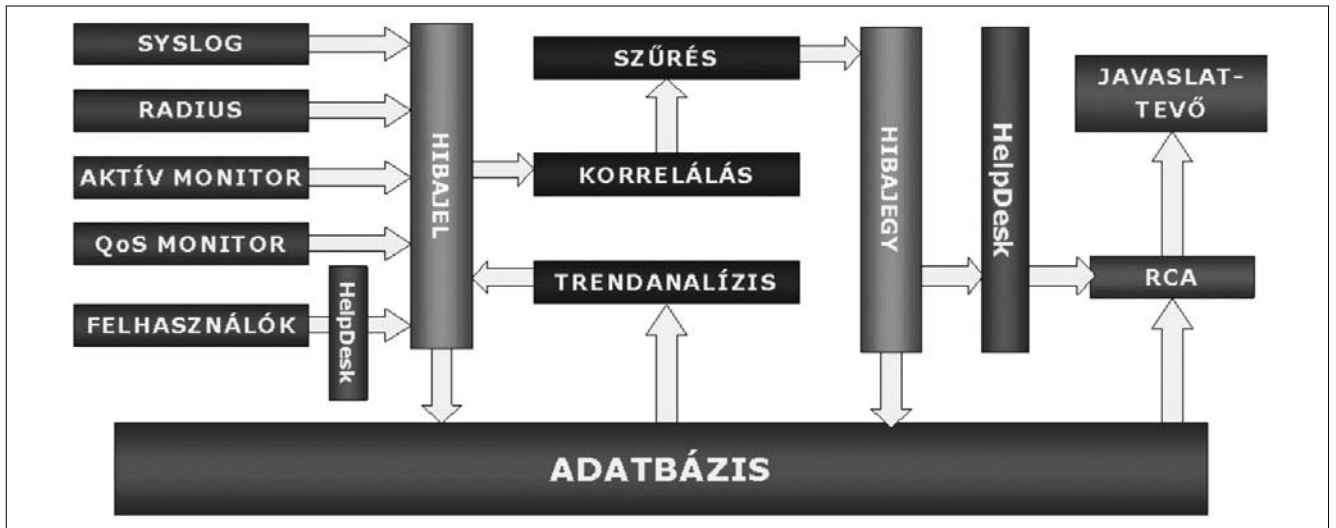 SYSLOG
RADIUS
AKTÍV MONITOR
QoS MONITOR
FELHASZNÁLÓK
HelpDesk
HIBAJEL
SZŰRÉS
KORRELÁLÁS
TRENDANALÍZIS
HIBAJEGY
HelpDesk
JAVASLAT-
TEVŐ
RCA
ADATBÁZIS